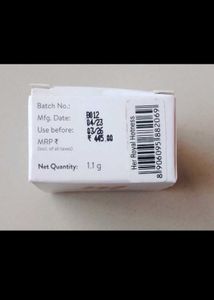 Batch No.: B012
Mfg. Date: 04/23
Use before: 03/26
MRP ₹ ₹ 445.00
(Incl. of all taxes)
Net Quantity: 1.1 g
Her Royal Hotness
8906095882069